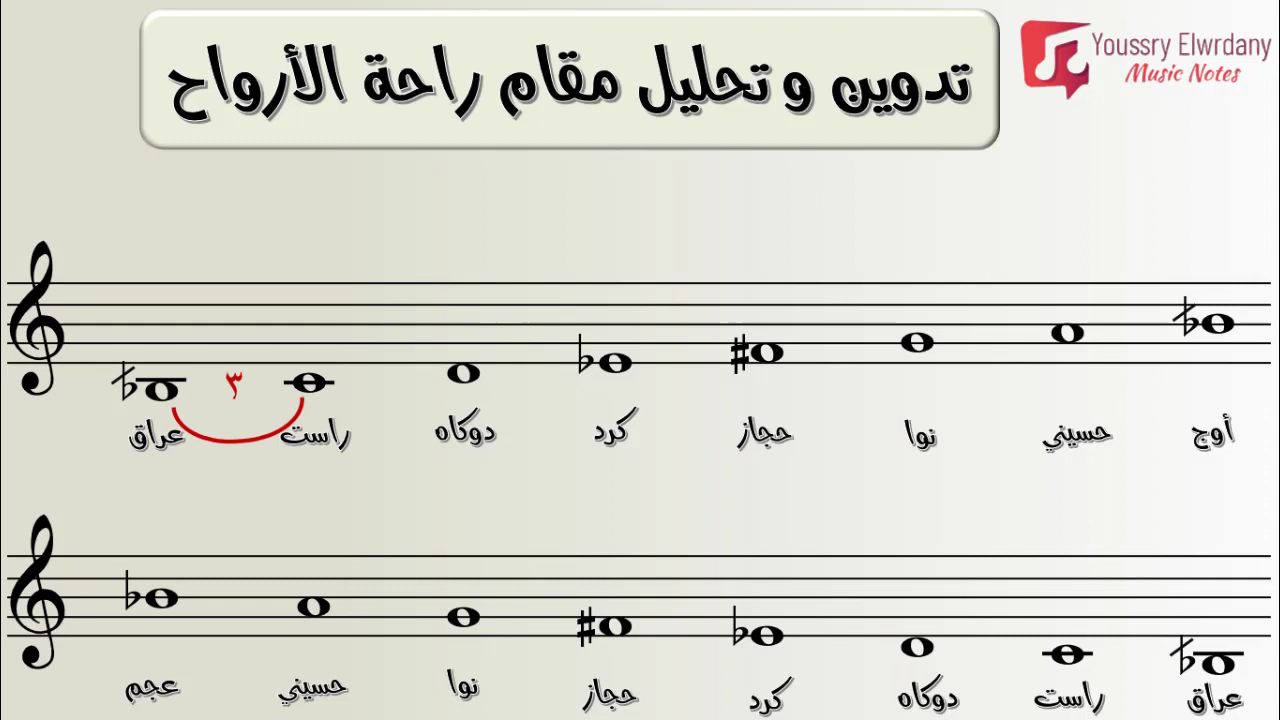 تدوين و تحليل مقام راحة الأرواح
Youssry Elwrdany
Music Notes
٣
عراق راست دوكاه كرد حجاز نوا حسيني أوج
عجم حسيني نوا حجاز كرد دوكاه راست عراق